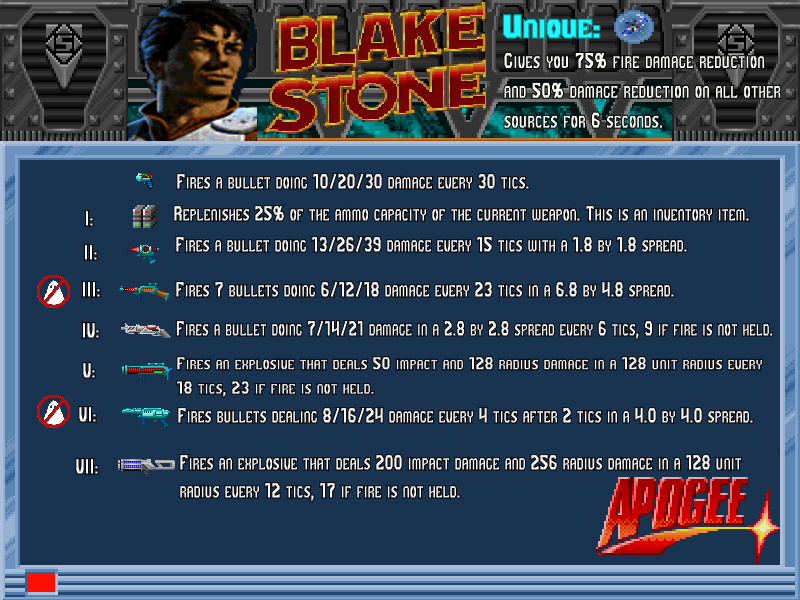 BLAKE STONE
UNIQUE:
GIVES YOU 75% FIRE DAMAGE REDUCTION
AND 50% DAMAGE REDUCTION ON ALL OTHER
SOURCES FOR 6 SECONDS.
FIRES A BULLET DOING 10/20/30 DAMAGE EVERY 30 TICS.
I: REPLENISHES 25% OF THE AMMO CAPACITY OF THE CURRENT WEAPON. THIS IS AN INVENTORY ITEM.
II: FIRES A BULLET DOING 13/26/39 DAMAGE EVERY 15 TICS WITH A 1.8 BY 1.8 SPREAD.
III: FIRES 7 BULLETS DOING 6/12/18 DAMAGE EVERY 23 TICS IN A 6.8 BY 4.8 SPREAD.
IV: FIRES A BULLET DOING 7/14/21 DAMAGE IN A 2.8 BY 2.8 SPREAD EVERY 6 TICS, 9 IF FIRE IS NOT HELD.
V: FIRES AN EXPLOSIVE THAT DEALS 50 IMPACT AND 128 RADIUS DAMAGE IN A 128 UNIT RADIUS EVERY
18 TICS, 23 IF FIRE IS NOT HELD.
VI: FIRES BULLETS DEALING 8/16/24 DAMAGE EVERY 4 TICS AFTER 2 TICS IN A 4.0 BY 4.0 SPREAD.
VII: FIRES AN EXPLOSIVE THAT DEALS 200 IMPACT DAMAGE AND 256 RADIUS DAMAGE IN A 128 UNIT
RADIUS EVERY 12 TICS, 17 IF FIRE IS NOT HELD.
APOGEE